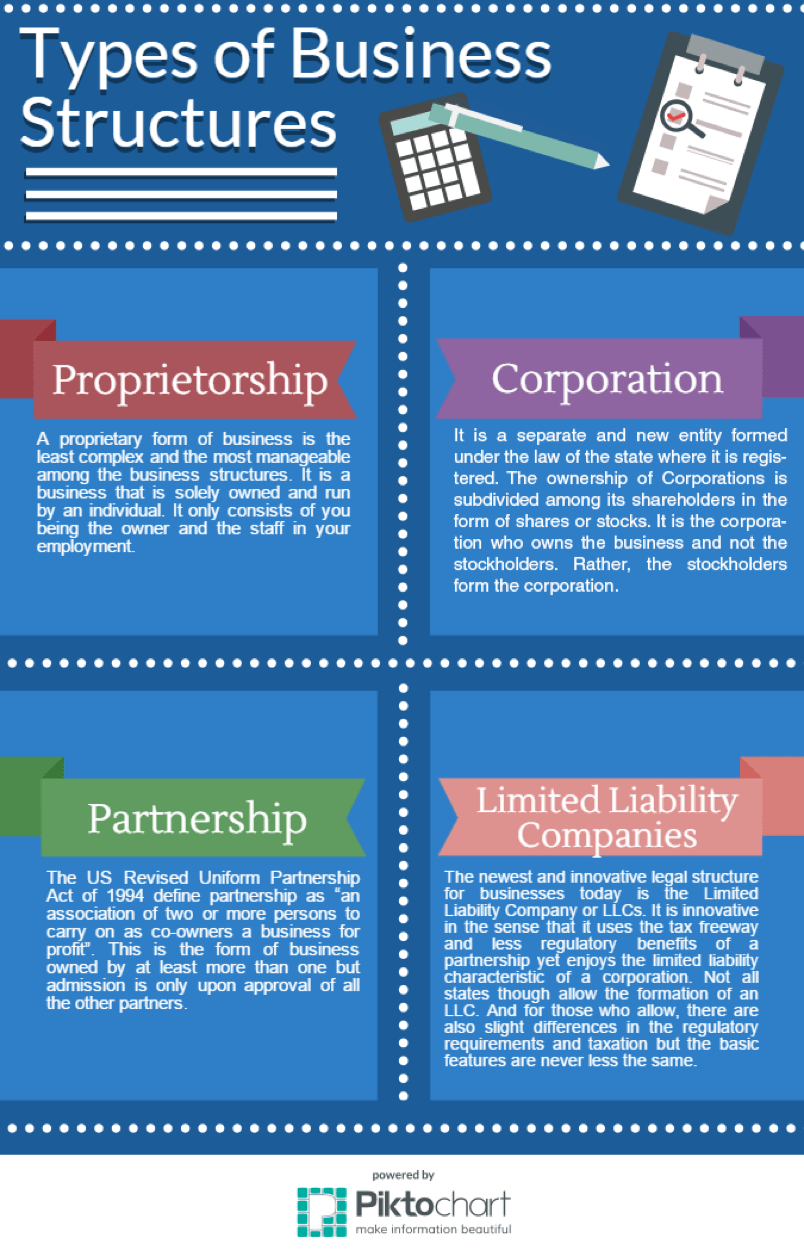 Types of Business
Structures
Proprietorship
A proprietary form of business is the
least complex and the most manageable
among the business structures. It is a
business that is solely owned and run
by an individual. It only consists of you
being the owner and the staff in your
employment.
Corporation
It is a separate and new entity formed
under the law of the state where it is regis-
tered. The ownership of Corporations is
subdivided among its shareholders in the
form of shares or stocks. It is the corpora-
tion who owns the business and not the
stockholders. Rather, the stockholders
form the corporation.
Partnership
The US Revised Uniform Partnership
Act of 1994 define partnership as “an
association of two or more persons to
carry on as co-owners a business for
profit”. This is the form of business
owned by at least more than one but
admission is only upon approval of all
the other partners.
Limited Liability
Companies
The newest and innovative legal structure
for businesses today is the Limited
Liability Company or LLCs. It is innovative
in the sense that it uses the tax freeway
and less regulatory benefits of a
partnership yet enjoys the limited liability
characteristic of a corporation. Not all
states though allow the formation of an
LLC. And for those who allow, there are
also slight differences in the regulatory
requirements and taxation but the basic
features are never less the same.
powered by
Piktochart
make information beautiful